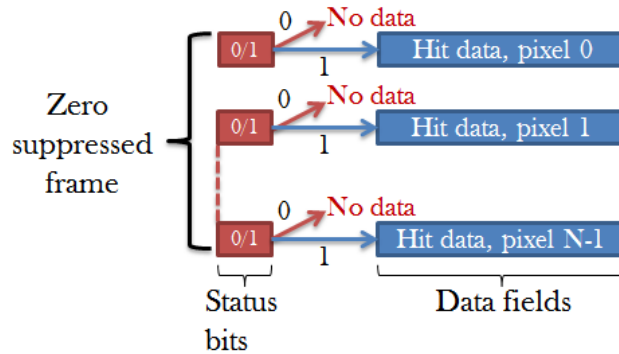 0
No data
0/1
1
Hit data, pixel 0
0
No data
0/1
1
Hit data, pixel 1
Zero
suppressed
frame
0
No data
0/1
1
Hit data, pixel N-1
Status
bits
Data fields